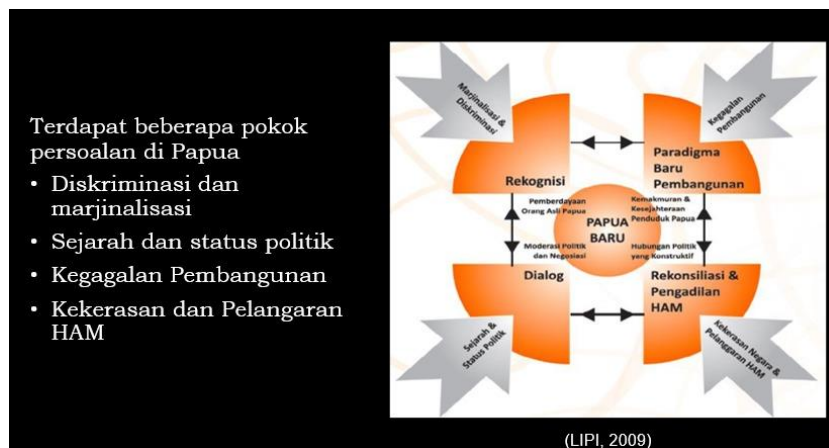 Terdapat beberapa pokok
persoalan di Papua
• Diskriminasi dan
marjinalisasi
• Sejarah dan status politik
• Kegagalan Pembangunan
• Kekerasan dan Pelangaran
HAM
Marjinalisasi &
Diskriminasi
Kegagalan
Pembangunan
Rekognisi
Paradigma
Baru
Pembangunan
Pemberdayaan
Orang Asli Papua
Kemakmuran &
Kesejahteraan
Penduduk Papua
PAPUA
BARU
Moderasi Politik
dan Negosiasi
Hubungan Politik
yang Konstruktif
Dialog
Rekonsiliasi &
Pengadilan
HAM
Sejarah &
Status Politik
Kekerasan Negara &
Pelanggaran HAM
(LIPI, 2009)